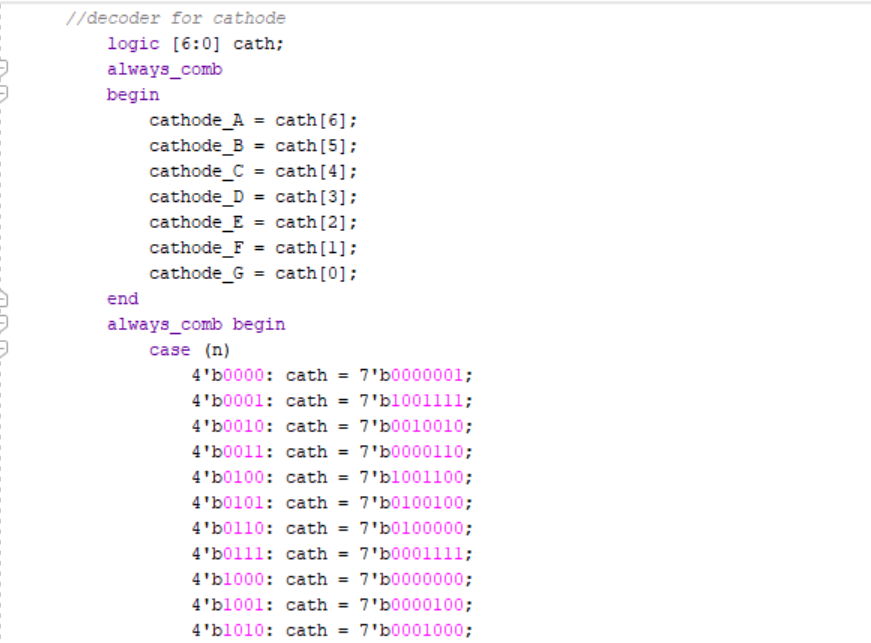 //decoder for cathode
logic [6:0] cath;
always_comb
begin
cathode_A = cath[6];
cathode_B = cath[5];
cathode_C = cath[4];
cathode_D = cath[3];
cathode_E = cath[2];
cathode_F = cath[1];
cathode_G = cath[0];
end
always_comb begin
case (n)
4'b0000: cath = 7'b0000001;
4'b0001: cath = 7'b1001111;
4'b0010: cath = 7'b0010010;
4'b0011: cath = 7'b0000110;
4'b0100: cath = 7'b1001100;
4'b0101: cath = 7'b0100100;
4'b0110: cath = 7'b0100000;
4'b0111: cath = 7'b0001111;
4'b1000: cath = 7'b0000000;
4'b1001: cath = 7'b0000100;
4'b1010: cath = 7'b0001000;